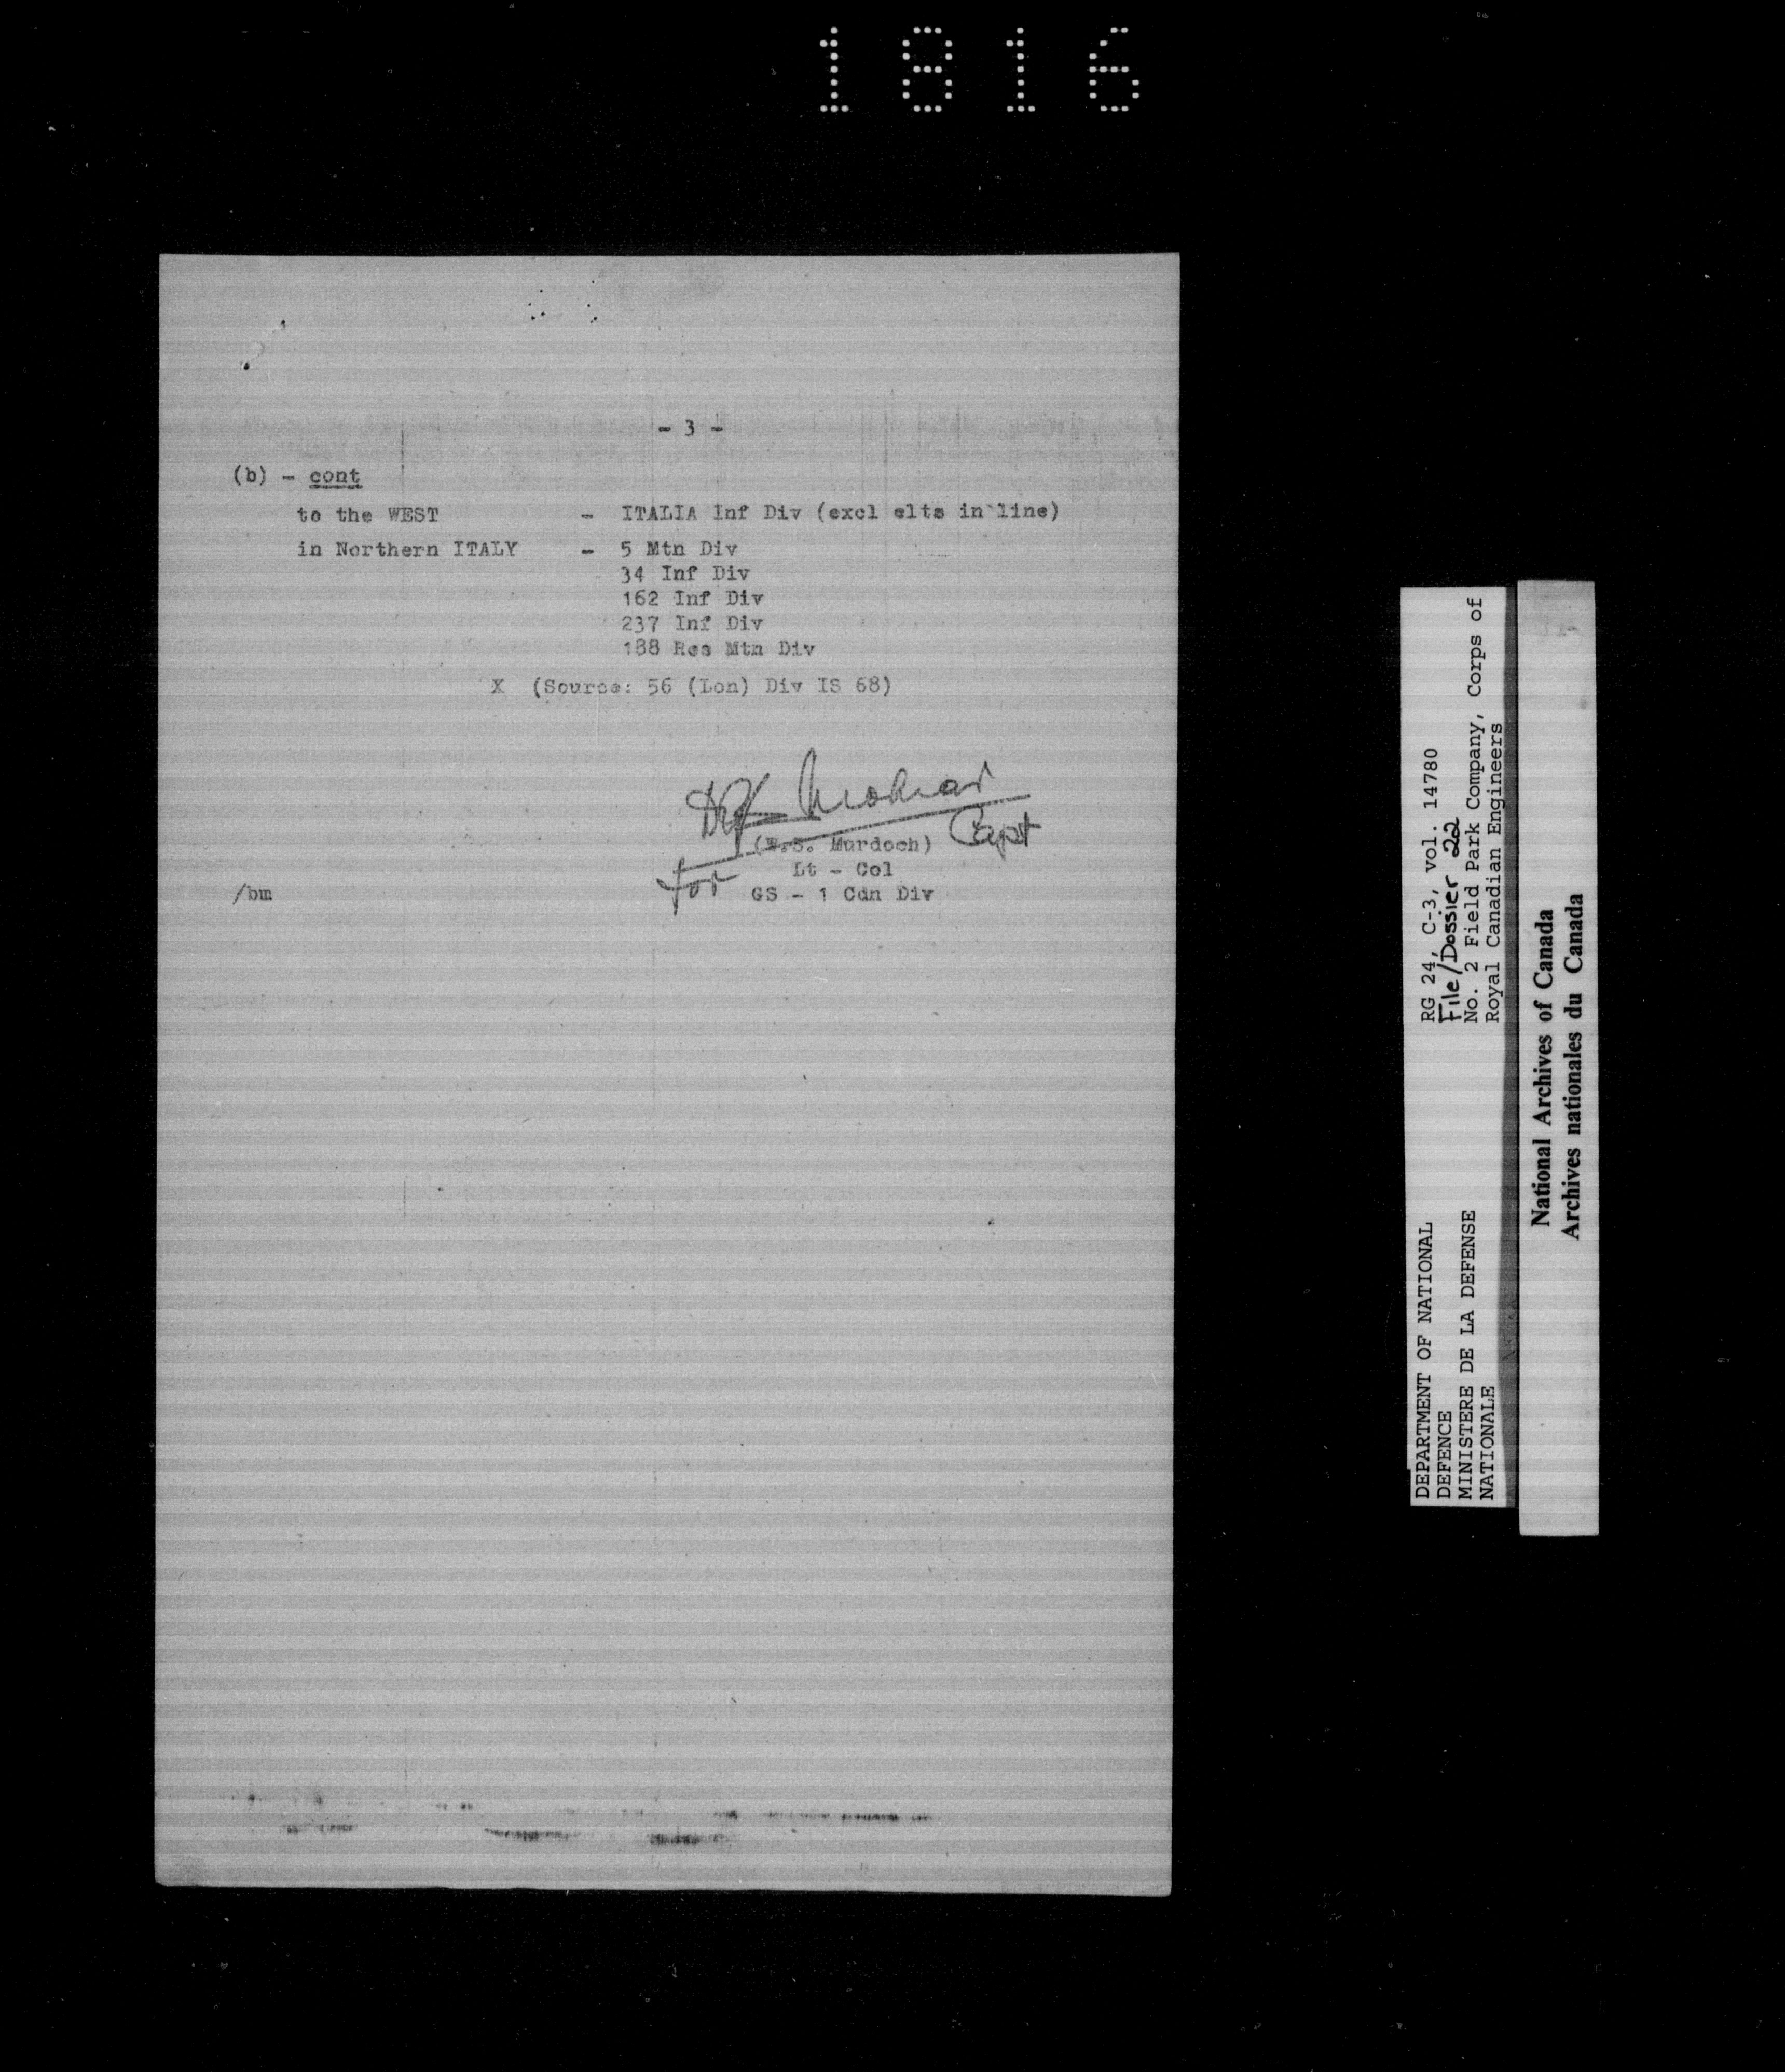 1816
- 3 -
(b) - cont
to the WEST - ITALIA Inf Div (excl elts in line)
in Northern ITALY - 5 Mtn Div
34 Inf Div
162 Inf Div
237 Inf Div
188 Res Mtn Div
X (Source: 56 (Lon) Div IS 68)
Capt
(W.S. Murdoch)
for Lt - Col
/bm GS - 1 Cdn Div
DEPARTMENT OF NATIONAL
DEFENCE
MINISTERE DE LA DEFENSE
NATIONALE
RG 24, C-3, vol. 14780
File/Dossier 22
No. 2 Field Park Company, Corps of
Royal Canadian Engineers
National Archives of Canada
Archives nationales du Canada